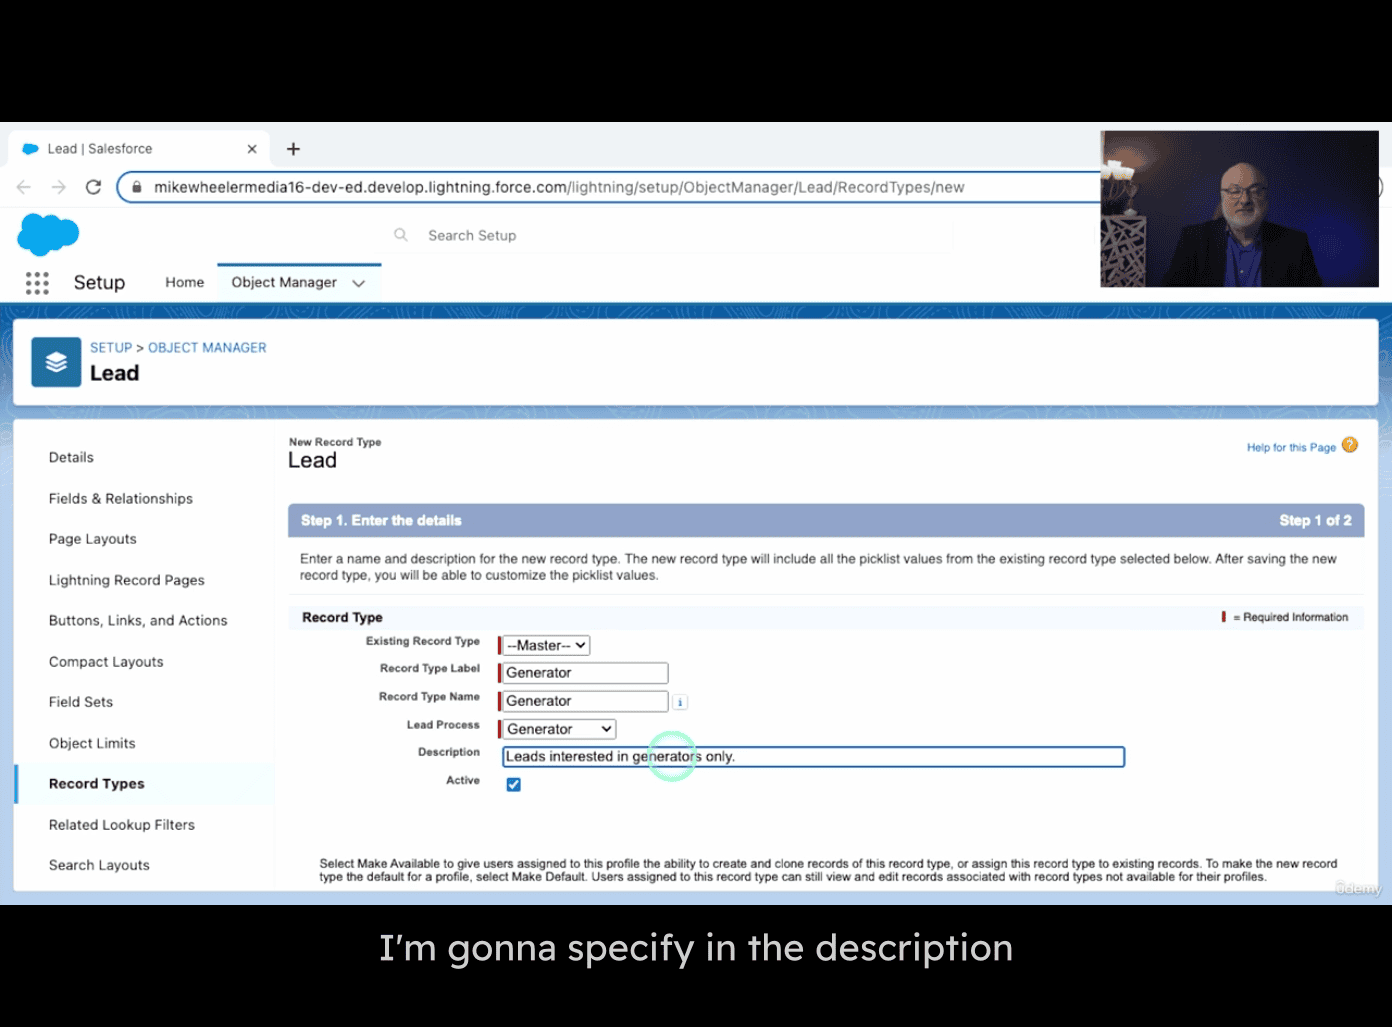 Lead | Salesforce
mikewheelermedia16-dev-ed.develop.lightning.force.com/lightning/setup/ObjectManager/Lead/RecordTypes/new
Search Setup
Setup
Home
Object Manager
SETUP > OBJECT MANAGER
Lead
Details
Fields & Relationships
Page Layouts
Lightning Record Pages
Buttons, Links, and Actions
Compact Layouts
Field Sets
Object Limits
Record Types
Related Lookup Filters
Search Layouts
New Record Type
Lead
Help for this Page
Step 1. Enter the details
Step 1 of 2
Enter a name and description for the new record type. The new record type will include all the picklist values from the existing record type selected below. After saving the new
record type, you will be able to customize the picklist values.
Record Type
= Required Information
Existing Record Type --Master--
Record Type Label Generator
Record Type Name Generator
Lead Process Generator
Description Leads interested in generators only.
Active
Select Make Available to give users assigned to this profile the ability to create and clone records of this record type, or assign this record type to existing records. To make the new record
type the default for a profile, select Make Default. Users assigned to this record type can still view and edit records associated with record types not available for their profiles.
ûdemy
I'm gonna specify in the description